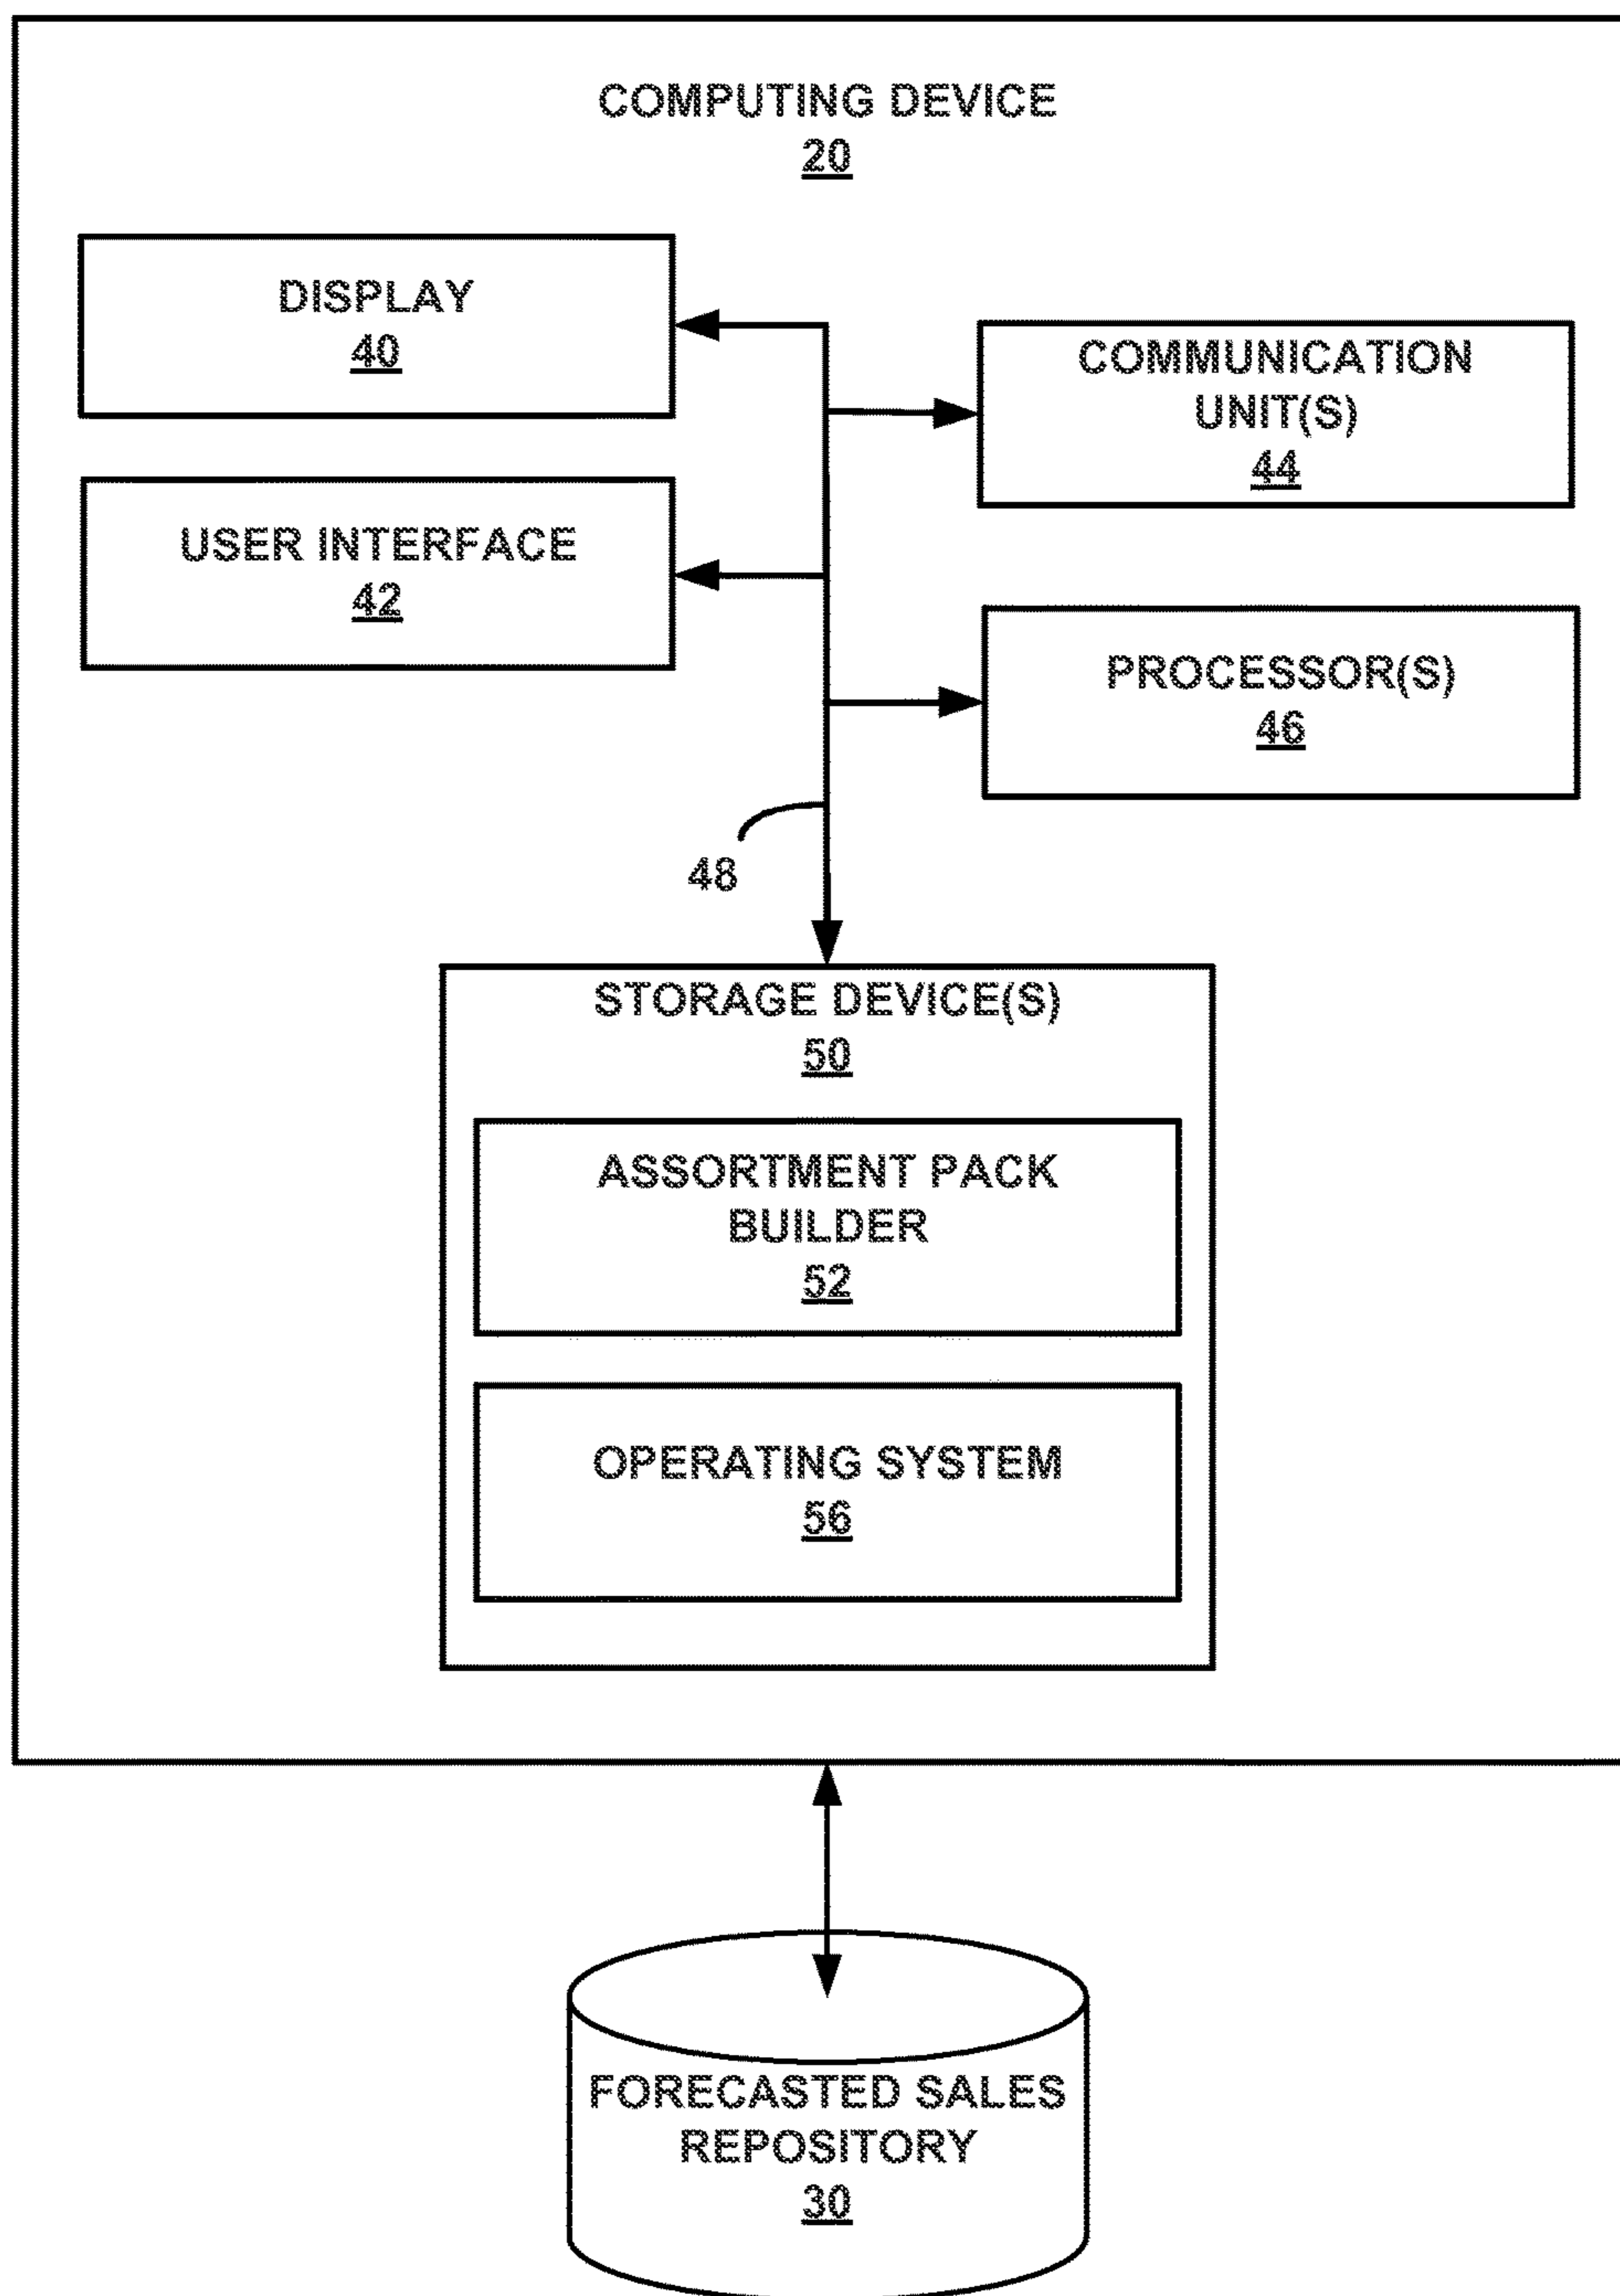 COMPUTING DEVICE
20
DISPLAY
40
COMMUNICATION
UNIT(S)
44
USER INTERFACE
42
PROCESSOR(S)
46
48
STORAGE DEVICE(S)
50
ASSORTMENT PACK
BUILDER
52
OPERATING SYSTEM
56
FORECASTED SALES
REPOSITORY
30